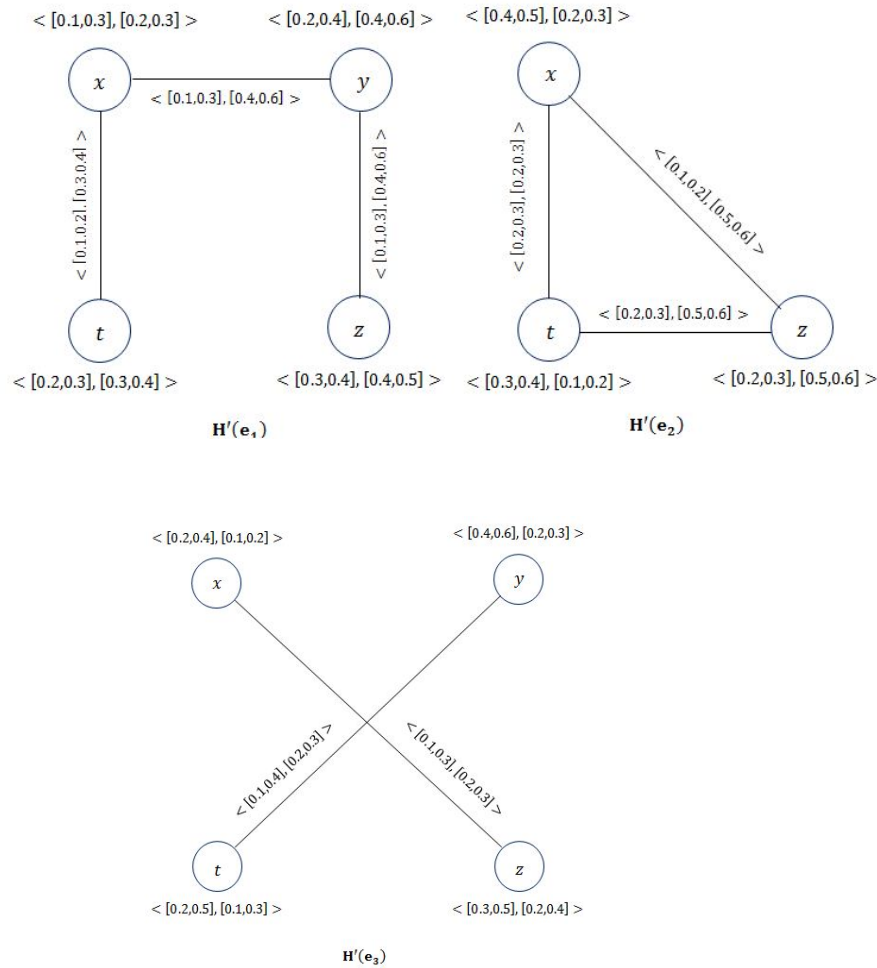 < [0.1,0.3], [0.2,0.3] >
< [0.2,0.4], [0.4,0.6] >
x
y
< [0.1,0.3], [0.4,0.6] >
< [0.1,0.2], [0.3,0.4] >
< [0.1,0.3], [0.4,0.6] >
t
z
< [0.2,0.3], [0.3,0.4] >
< [0.3,0.4], [0.4,0.5] >
H′(e₁)
< [0.4,0.5], [0.2,0.3] >
x
< [0.2,0.3], [0.2,0.3] >
< [0.1,0.2], [0.5,0.6] >
< [0.2,0.3], [0.5,0.6] >
t
z
< [0.3,0.4], [0.1,0.2] >
< [0.2,0.3], [0.5,0.6] >
H′(e₂)
< [0.2,0.4], [0.1,0.2] >
< [0.4,0.6], [0.2,0.3] >
x
y
< [0.1,0.4], [0.2,0.3] >
< [0.1,0.3], [0.2,0.3] >
t
z
< [0.2,0.5], [0.1,0.3] >
< [0.3,0.5], [0.2,0.4] >
H′(e₃)